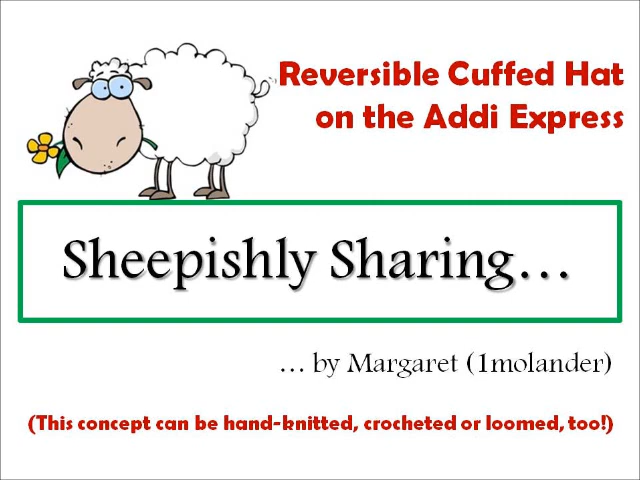 Reversible Cuffed Hat
on the Addi Express
Sheepishly Sharing...
... by Margaret (1molander)
(This concept can be hand-knitted, crocheted or loomed, too!)